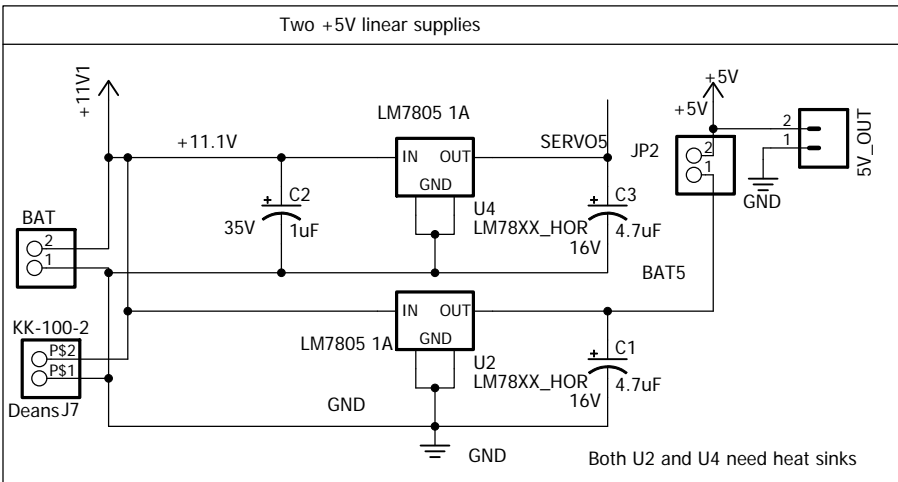 Two +5V linear supplies
+11V1
LM7805 1A
+11.1V
SERVO5
IN OUT
GND
+
C2
35V
1uF
U4
LM78XX_HOR
16V
+
C3
4.7uF
+5V
+5V
JP2
2
1
2
1
5V_OUT
GND
BAT
2
1
BAT5
IN OUT
GND
LM7805 1A
U2
LM78XX_HOR
16V
+
C1
4.7uF
KK-100-2
P$2
P$1
Deans J7
GND
GND
Both U2 and U4 need heat sinks